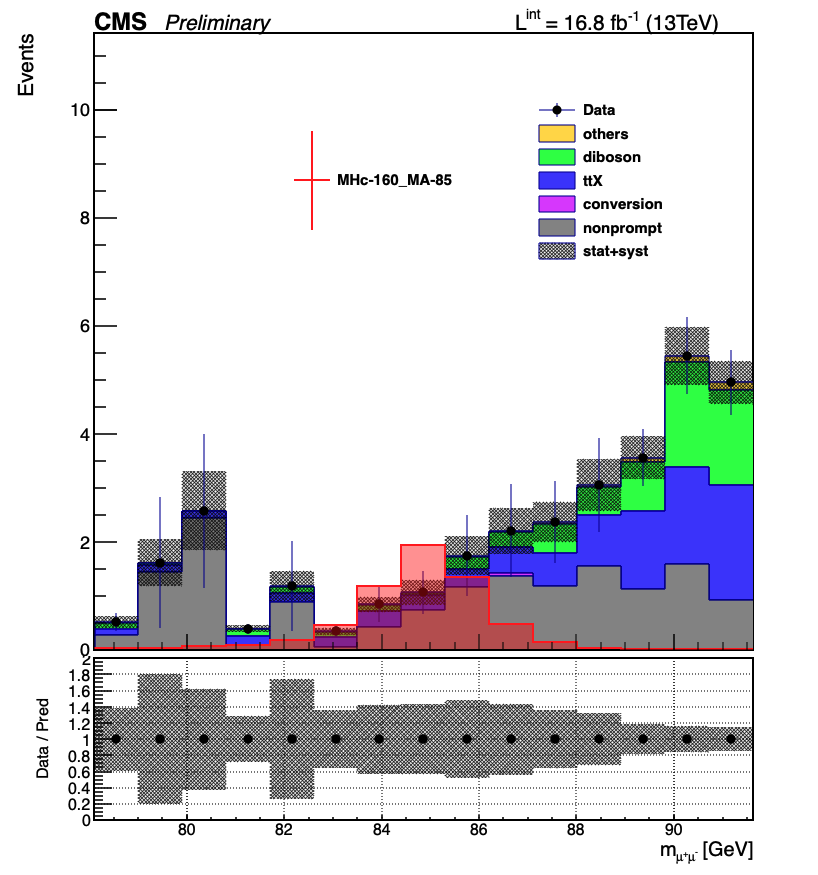 CMS Preliminary L^int = 16.8 fb^-1 (13TeV)
Events
10
8
6
4
2
0
MHc-160_MA-85
Data
others
diboson
ttX
conversion
nonprompt
stat+syst
Data / Pred
2
1.8
1.6
1.4
1.2
1
0.8
0.6
0.4
0.2
0
80 82 84 86 88 90
m_μ+μ- [GeV]